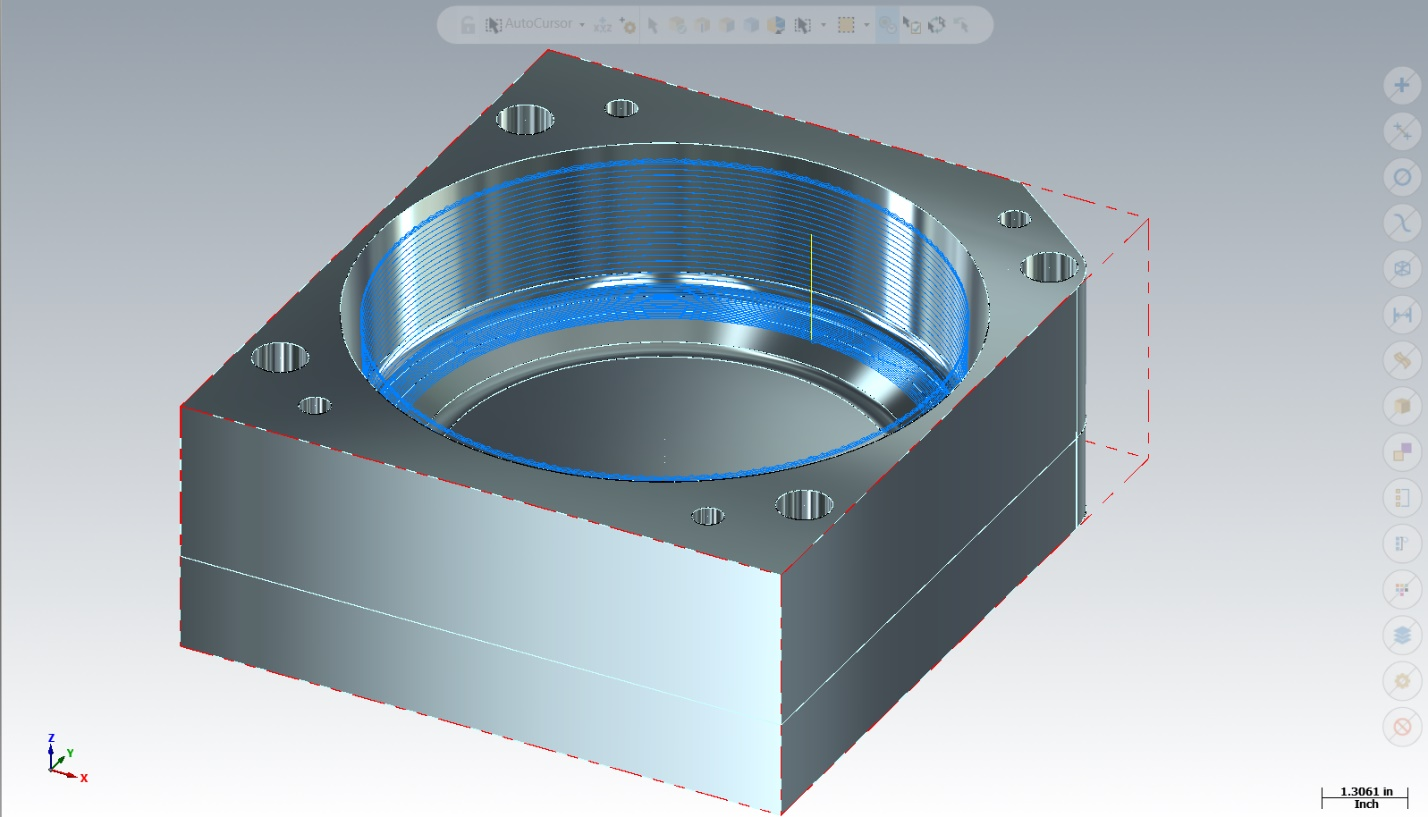 AutoCursor
Z
Y
X
1.3061 in
Inch